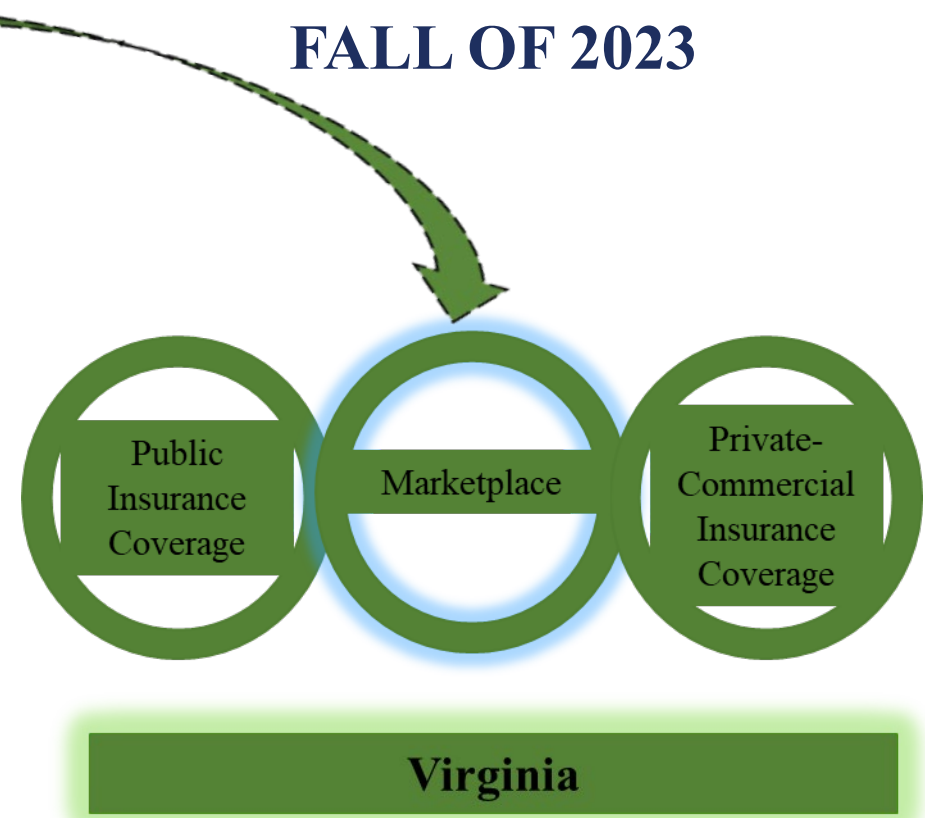 FALL OF 2023
Public
Insurance
Coverage
Marketplace
Private-
Commercial
Insurance
Coverage
Virginia